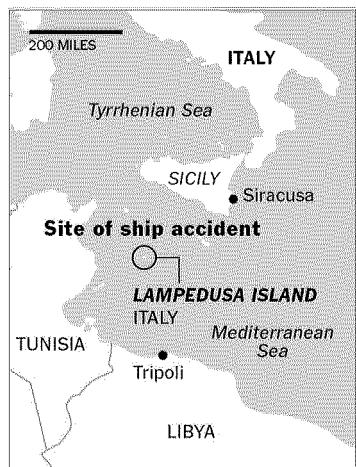 200 MILES
ITALY
Tyrrhenian Sea
SICILY
Siracusa
Site of ship accident
LAMPEDUSA ISLAND
ITALY
Mediterranean
Sea
TUNISIA
Tripoli
LIBYA